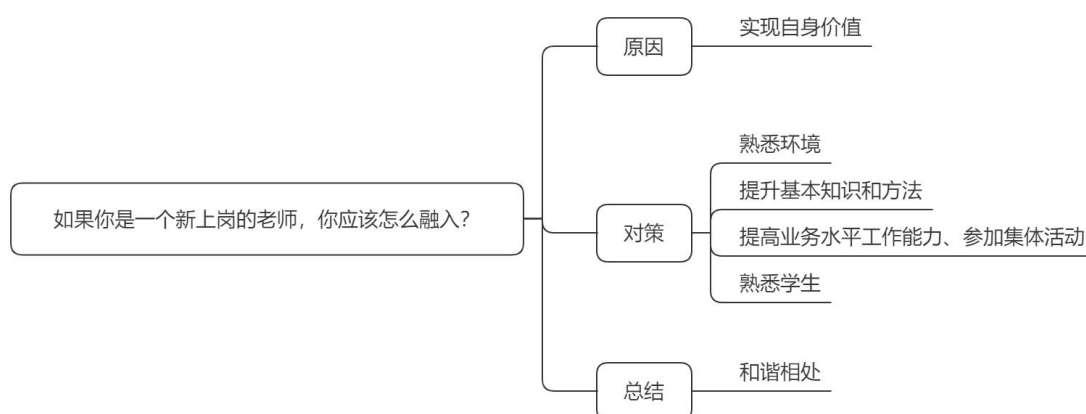 如果你是一个新上岗的老师，你应该怎么融入？
原因
实现自身价值
对策
熟悉环境
提升基本知识和方法
提高业务水平工作能力、参加集体活动
熟悉学生
总结
和谐相处